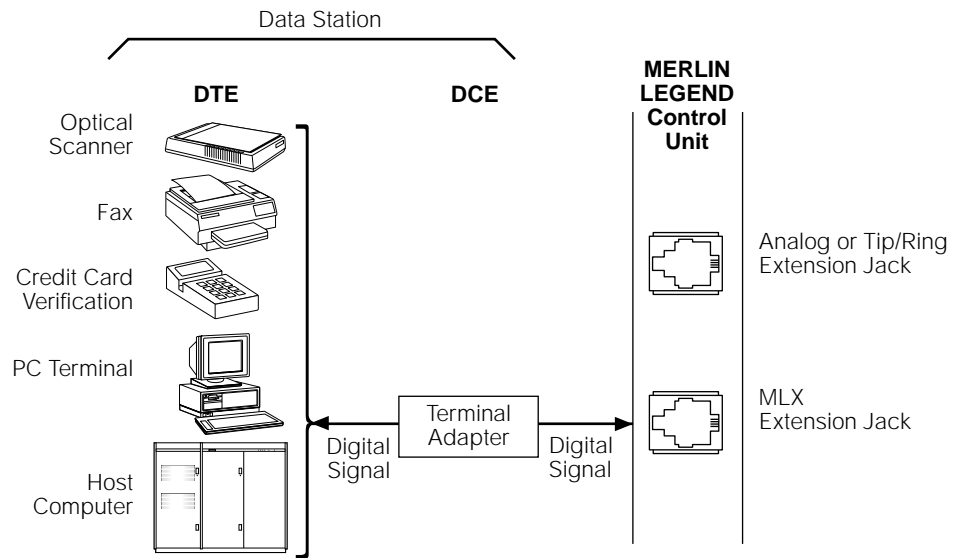 Data Station
DTE
DCE
MERLIN
LEGEND
Control
Unit
Optical
Scanner
Fax
Analog or Tip/Ring
Extension Jack
Credit Card
Verification
PC Terminal
MLX
Extension Jack
Terminal
Adapter
Digital
Signal
Digital
Signal
Host
Computer